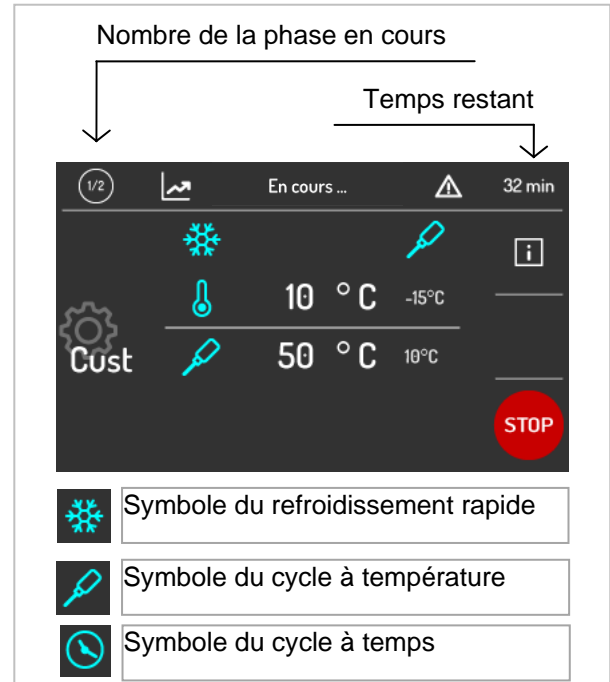 Nombre de la phase en cours
Temps restant
1/2 En cours ... 32 min
10 °C -15°C
Cust 50 °C 10°C
STOP
Symbole du refroidissement rapide
Symbole du cycle à température
Symbole du cycle à temps